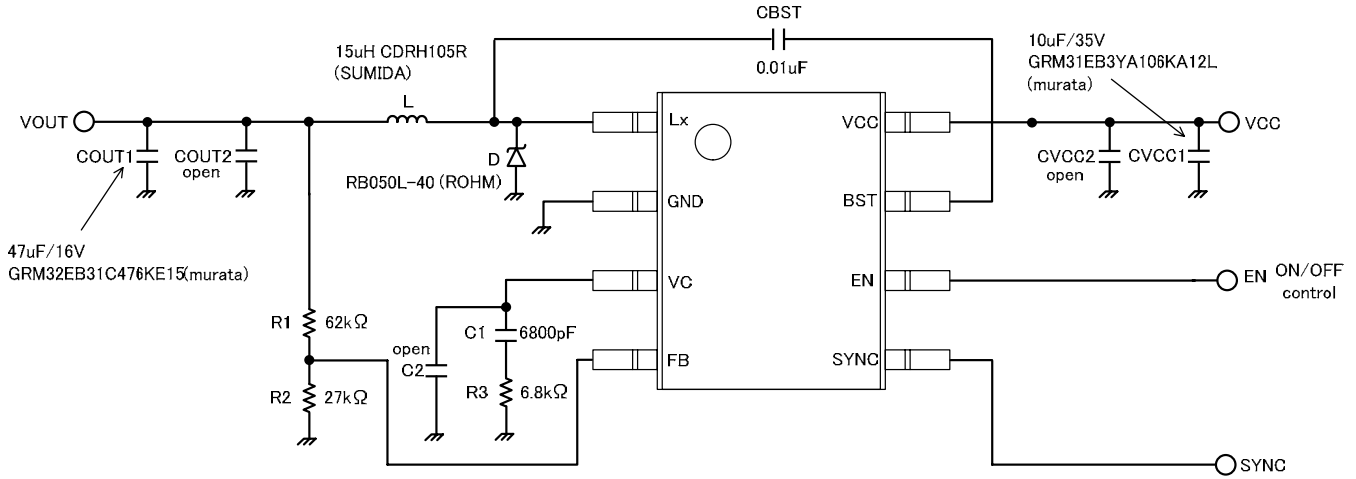 CBST
0.01uF
15uH CDRH105R
(SUMIDA)
L
10uF/35V
GRM31EB3YA106KA12L
(murata)
VOUT
COUT1
COUT2
open
D
RB050L-40 (ROHM)
Lx
GND
VC
FB
VCC
BST
EN
SYNC
VCC
CVCC2
open
CVCC1
47uF/16V
GRM32EB31C476KE15(murata)
EN
ON/OFF
control
R1
62kΩ
R2
27kΩ
open
C2
C1
6800pF
R3
6.8kΩ
SYNC